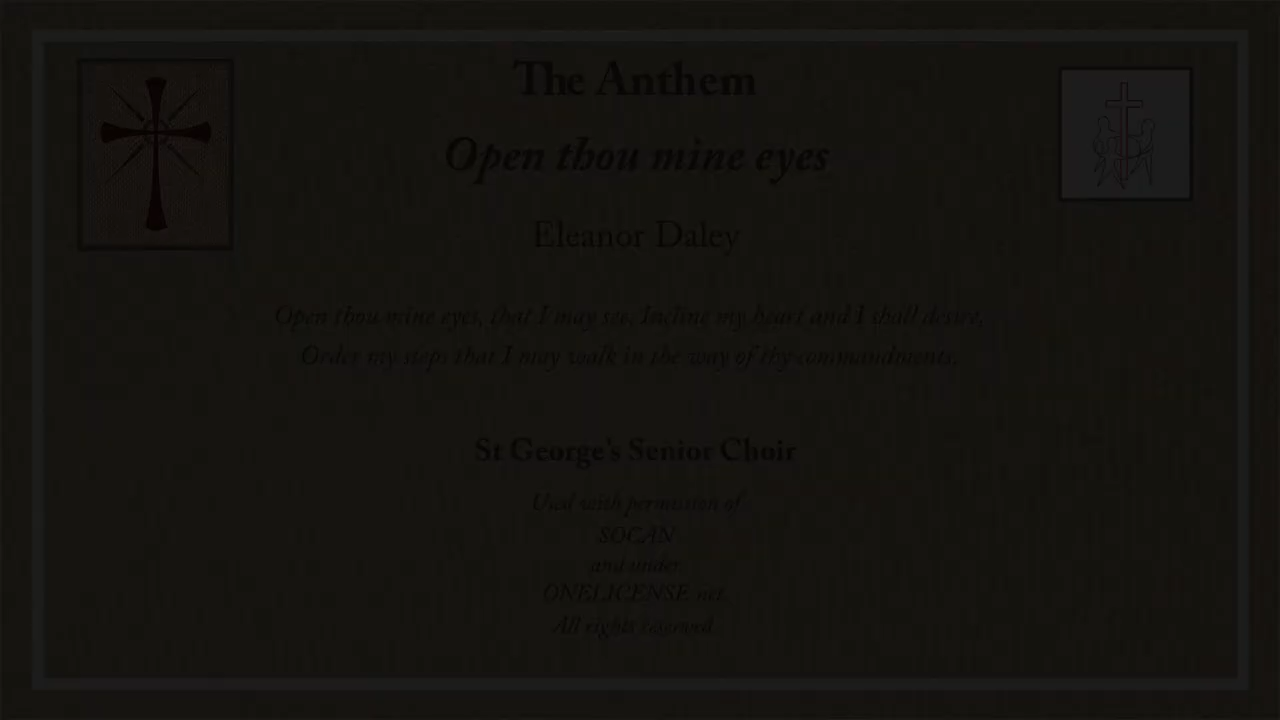 The Anthem
Open thou mine eyes
Eleanor Daley
Open thou mine eyes, that I may see, Incline my heart and I shall desire,
Order my steps that I may walk in the way of thy commandments.
St George's Senior Choir
Used with permission of
SOCAN
and under
ONELICENSE.net
All rights reserved.